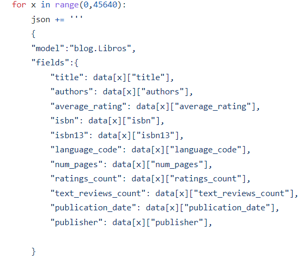 for x in range(0,45640):
json += '''
{
"model":"blog.Libros",
"fields":{
"title": data[x]["title"],
"authors": data[x]["authors"],
"average_rating": data[x]["average_rating"],
"isbn": data[x]["isbn"],
"isbn13": data[x]["isbn13"],
"language_code": data[x]["language_code"],
"num_pages": data[x]["num_pages"],
"ratings_count": data[x]["ratings_count"],
"text_reviews_count": data[x]["text_reviews_count"],
"publication_date": data[x]["publication_date"],
"publisher": data[x]["publisher"],
}